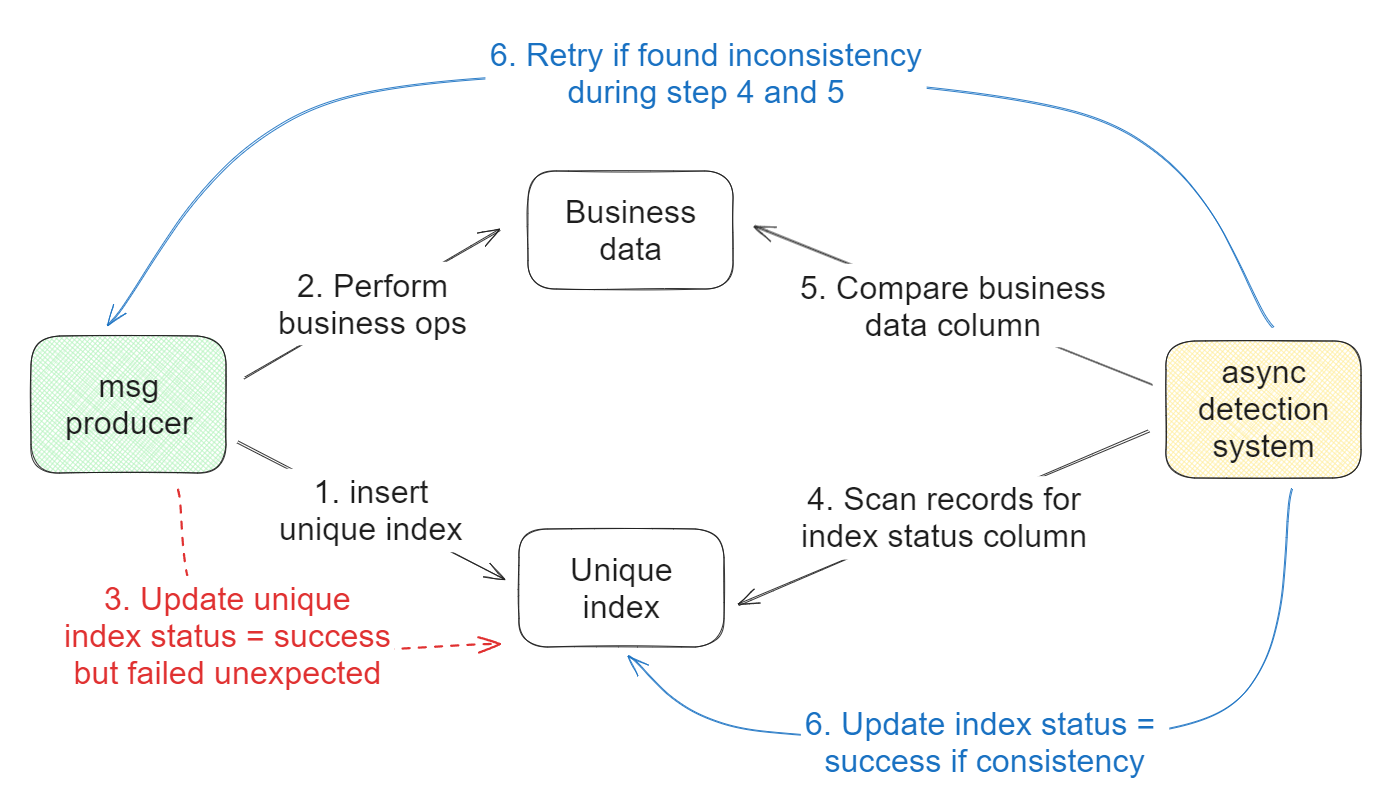 6. Retry if found inconsistency
during step 4 and 5
Business
data
2. Perform
business ops
5. Compare business
data column
msg
producer
async
detection
system
1. insert
unique index
4. Scan records for
index status column
Unique
index
3. Update unique
index status = success
but failed unexpected
6. Update index status =
success if consistency